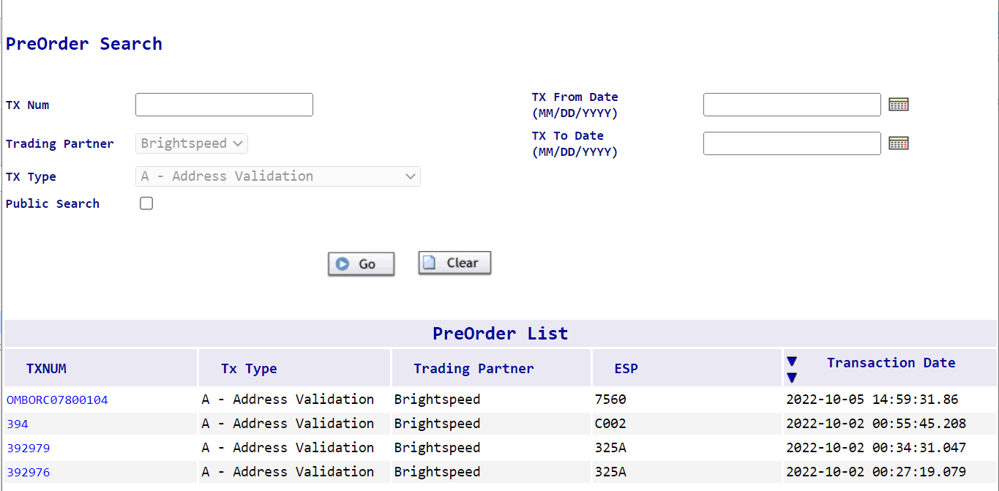 PreOrder Search
TX Num
TX From Date
(MM/DD/YYYY)
Trading Partner Brightspeed
TX To Date
(MM/DD/YYYY)
TX Type A - Address Validation
Public Search
Go Clear
PreOrder List
TXNUM Tx Type Trading Partner ESP Transaction Date
OMBORC07800104 A - Address Validation Brightspeed 7560 2022-10-05 14:59:31.86
394 A - Address Validation Brightspeed C002 2022-10-02 00:55:45.208
392979 A - Address Validation Brightspeed 325A 2022-10-02 00:34:31.047
392976 A - Address Validation Brightspeed 325A 2022-10-02 00:27:19.079